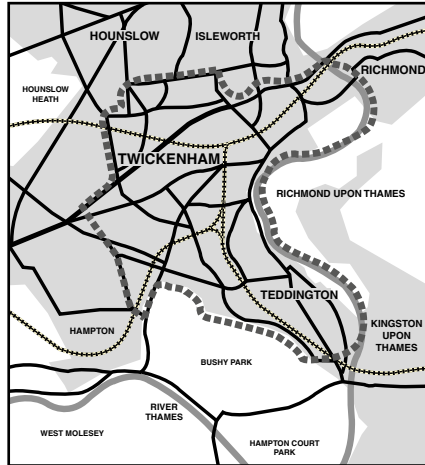 HOUNSLOW
ISLEWORTH
RICHMOND
HOUNSLOW
HEATH
TWICKENHAM
RICHMOND UPON THAMES
TEDDINGTON
HAMPTON
KINGSTON
UPON
THAMES
BUSHY PARK
RIVER
THAMES
WEST MOLESEY
HAMPTON COURT
PARK